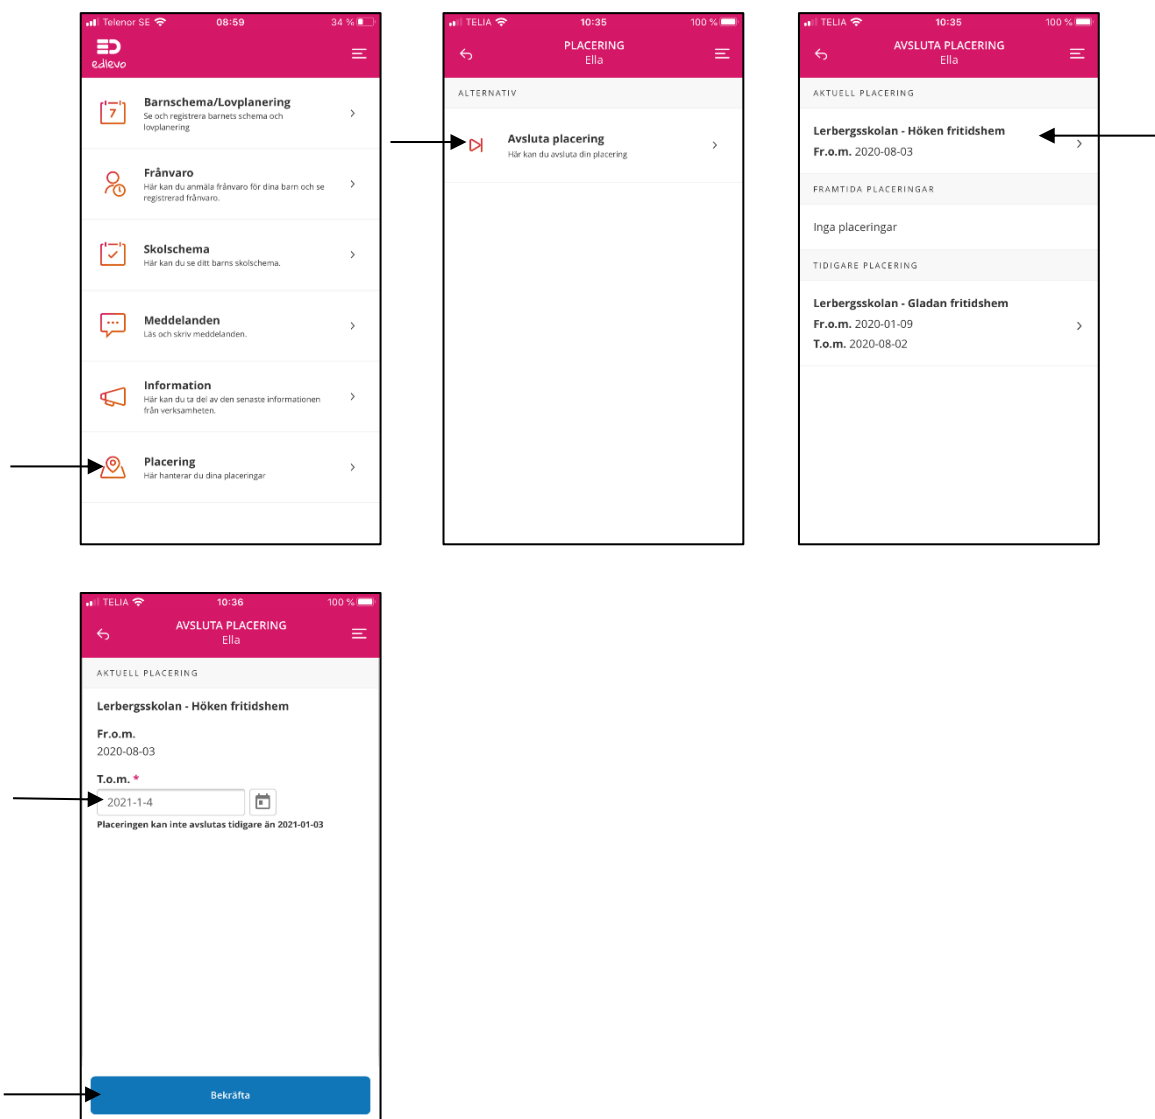 Telenor SE 08:59 34 %
edlevo
Barnschema/Lovplanering
Se och registrera barnets schema och
lovplanering
7
Frånvaro
Här kan du anmäla frånvaro för dina barn och se
registrerad frånvaro.
Skolschema
Här kan du se ditt barns skolschema.
Meddelanden
Läs och skriv meddelanden.
Information
Här kan du ta del av den senaste informationen
från verksamheten.
Placering
Här hanterar du dina placeringar
TELIA 10:35 100 %
PLACERING
Ella
ALTERNATIV
Avsluta placering
Här kan du avsluta din placering
TELIA 10:35 100 %
AVSLUTA PLACERING
Ella
AKTUELL PLACERING
Lerbergsskolan - Höken fritidshem
Fr.o.m. 2020-08-03
FRAMTIDA PLACERINGAR
Inga placeringar
TIDIGARE PLACERING
Lerbergsskolan - Gladan fritidshem
Fr.o.m. 2020-01-09
T.o.m. 2020-08-02
TELIA 10:36 100 %
AVSLUTA PLACERING
Ella
AKTUELL PLACERING
Lerbergsskolan - Höken fritidshem
Fr.o.m.
2020-08-03
T.o.m. *
2021-1-4
Placeringen kan inte avslutas tidigare än 2021-01-03
Bekräfta